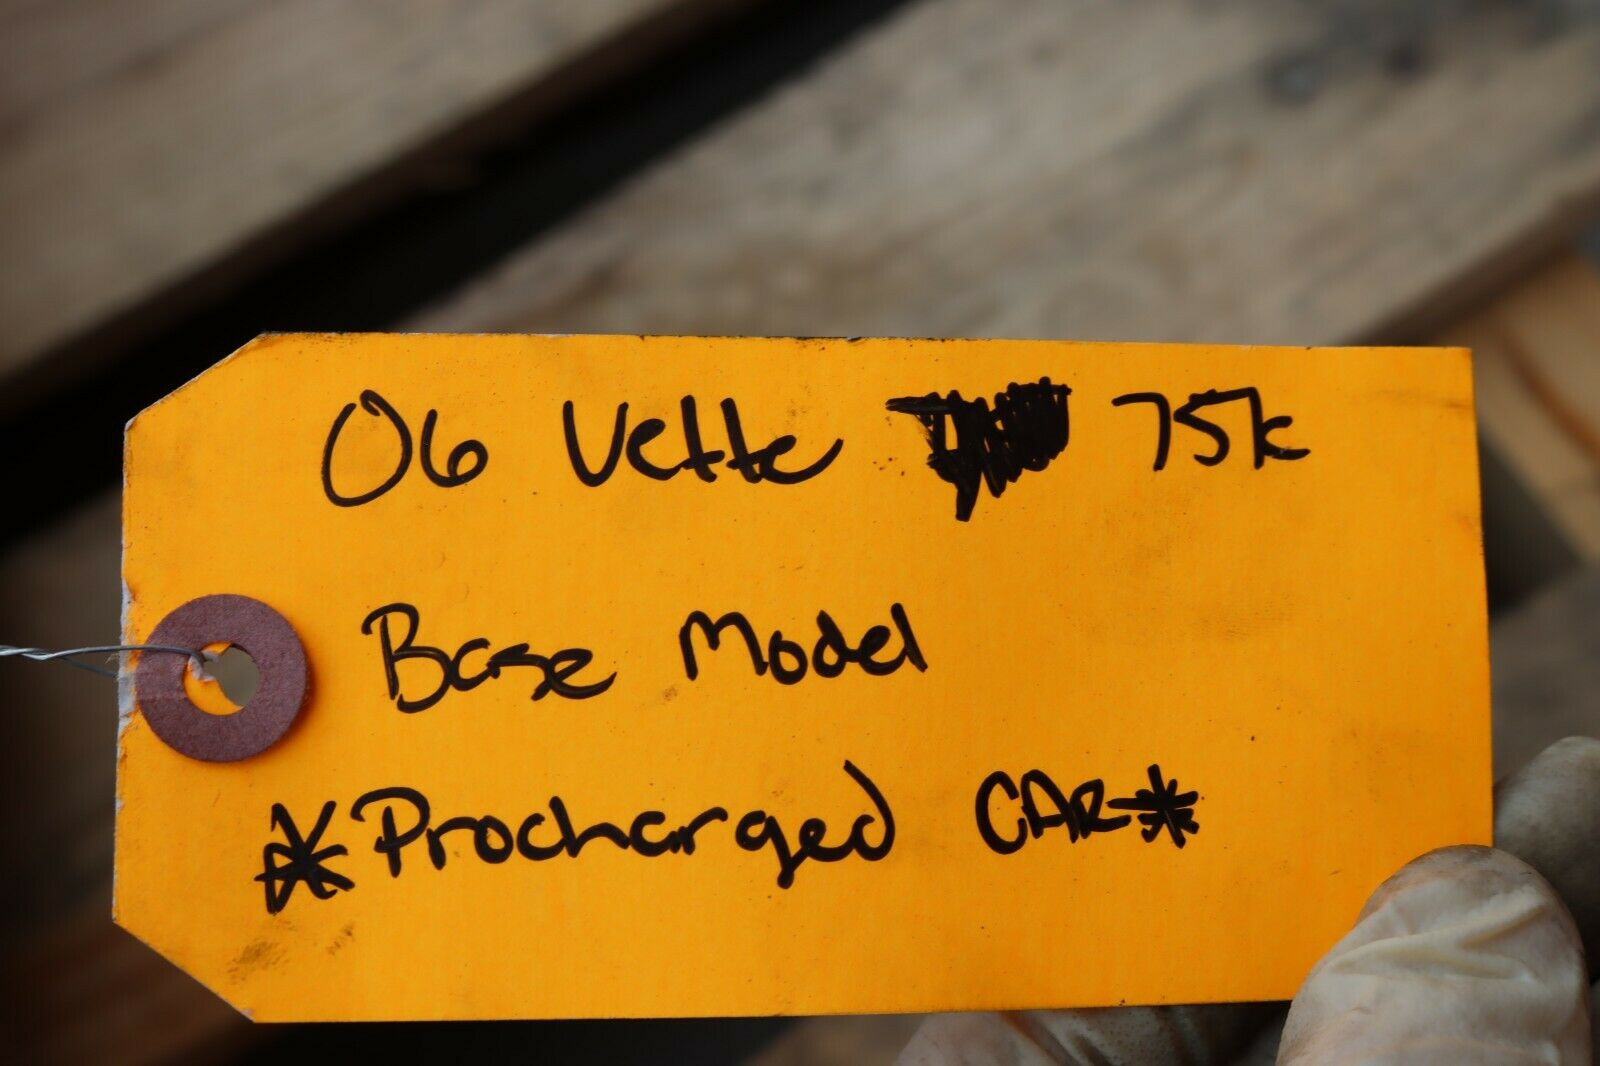 06 Vette 75k
Base Model
*Procharged CAR*